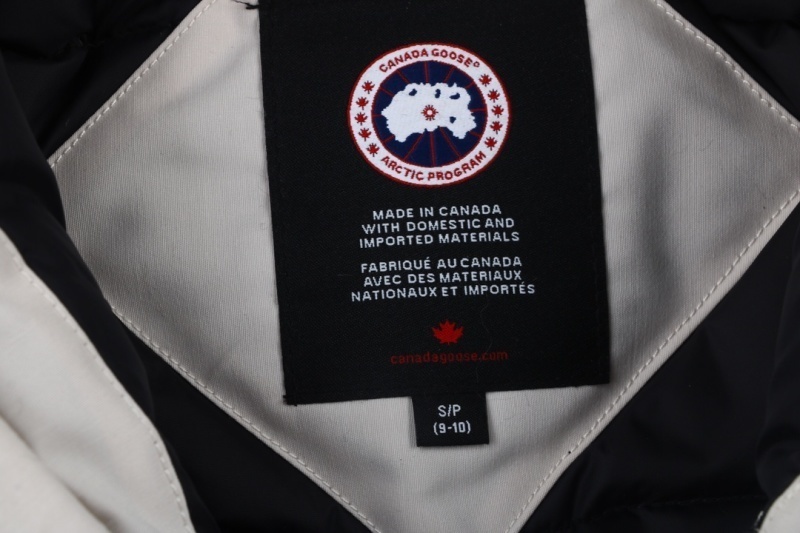 CANADA GOOSE®
ARCTIC PROGRAM
MADE IN CANADA
WITH DOMESTIC AND
IMPORTED MATERIALS
FABRIQUÉ AU CANADA
AVEC DES MATERIAUX
NATIONAUX ET IMPORTÉS
canadagoose.com
S/P
(9-10)